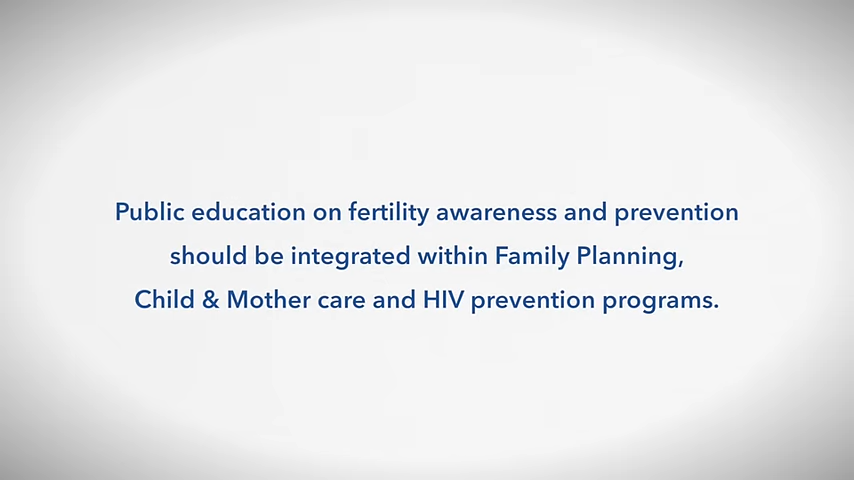 Public education on fertility awareness and prevention
should be integrated within Family Planning,
Child & Mother care and HIV prevention programs.